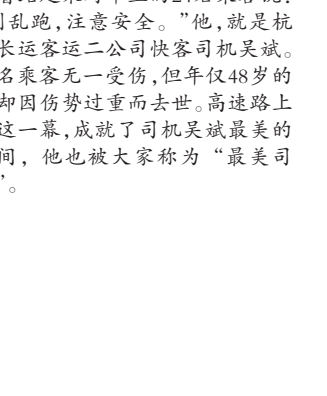 乱跑，注意安全。”他，就是杭
长运客运二公司快客司机吴斌。
名乘客无一受伤，但年仅48岁的
却因伤势过重而去世。高速路上
这一幕，成就了司机吴斌最美的
间，他也被大家称为“最美司
”。